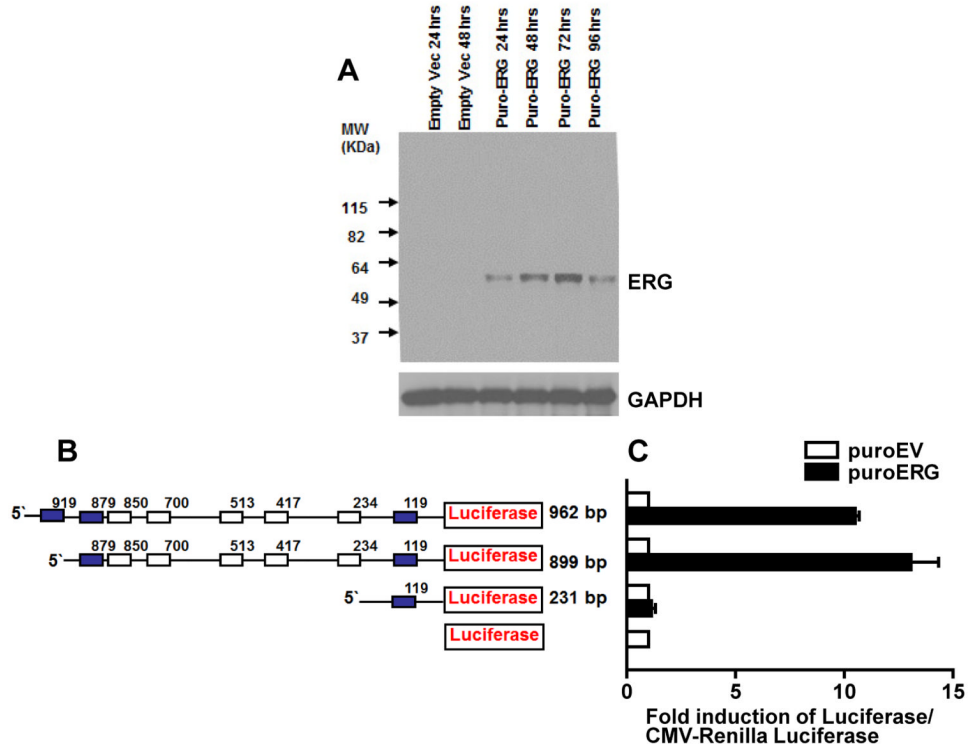 A
Empty Vec 24 hrs
Empty Vec 48 hrs
Puro-ERG 24 hrs
Puro-ERG 48 hrs
Puro-ERG 72 hrs
Puro-ERG 96 hrs
MW
(KDa)
115
82
64
49
37
ERG
GAPDH
B
919 879 850 700 513 417 234 119
5` Luciferase 962 bp
879 850 700 513 417 234 119
5` Luciferase 899 bp
119
5` Luciferase 231 bp
Luciferase
C
puroEV
puroERG
0 5 10 15
Fold induction of Luciferase/
CMV-Renilla Luciferase